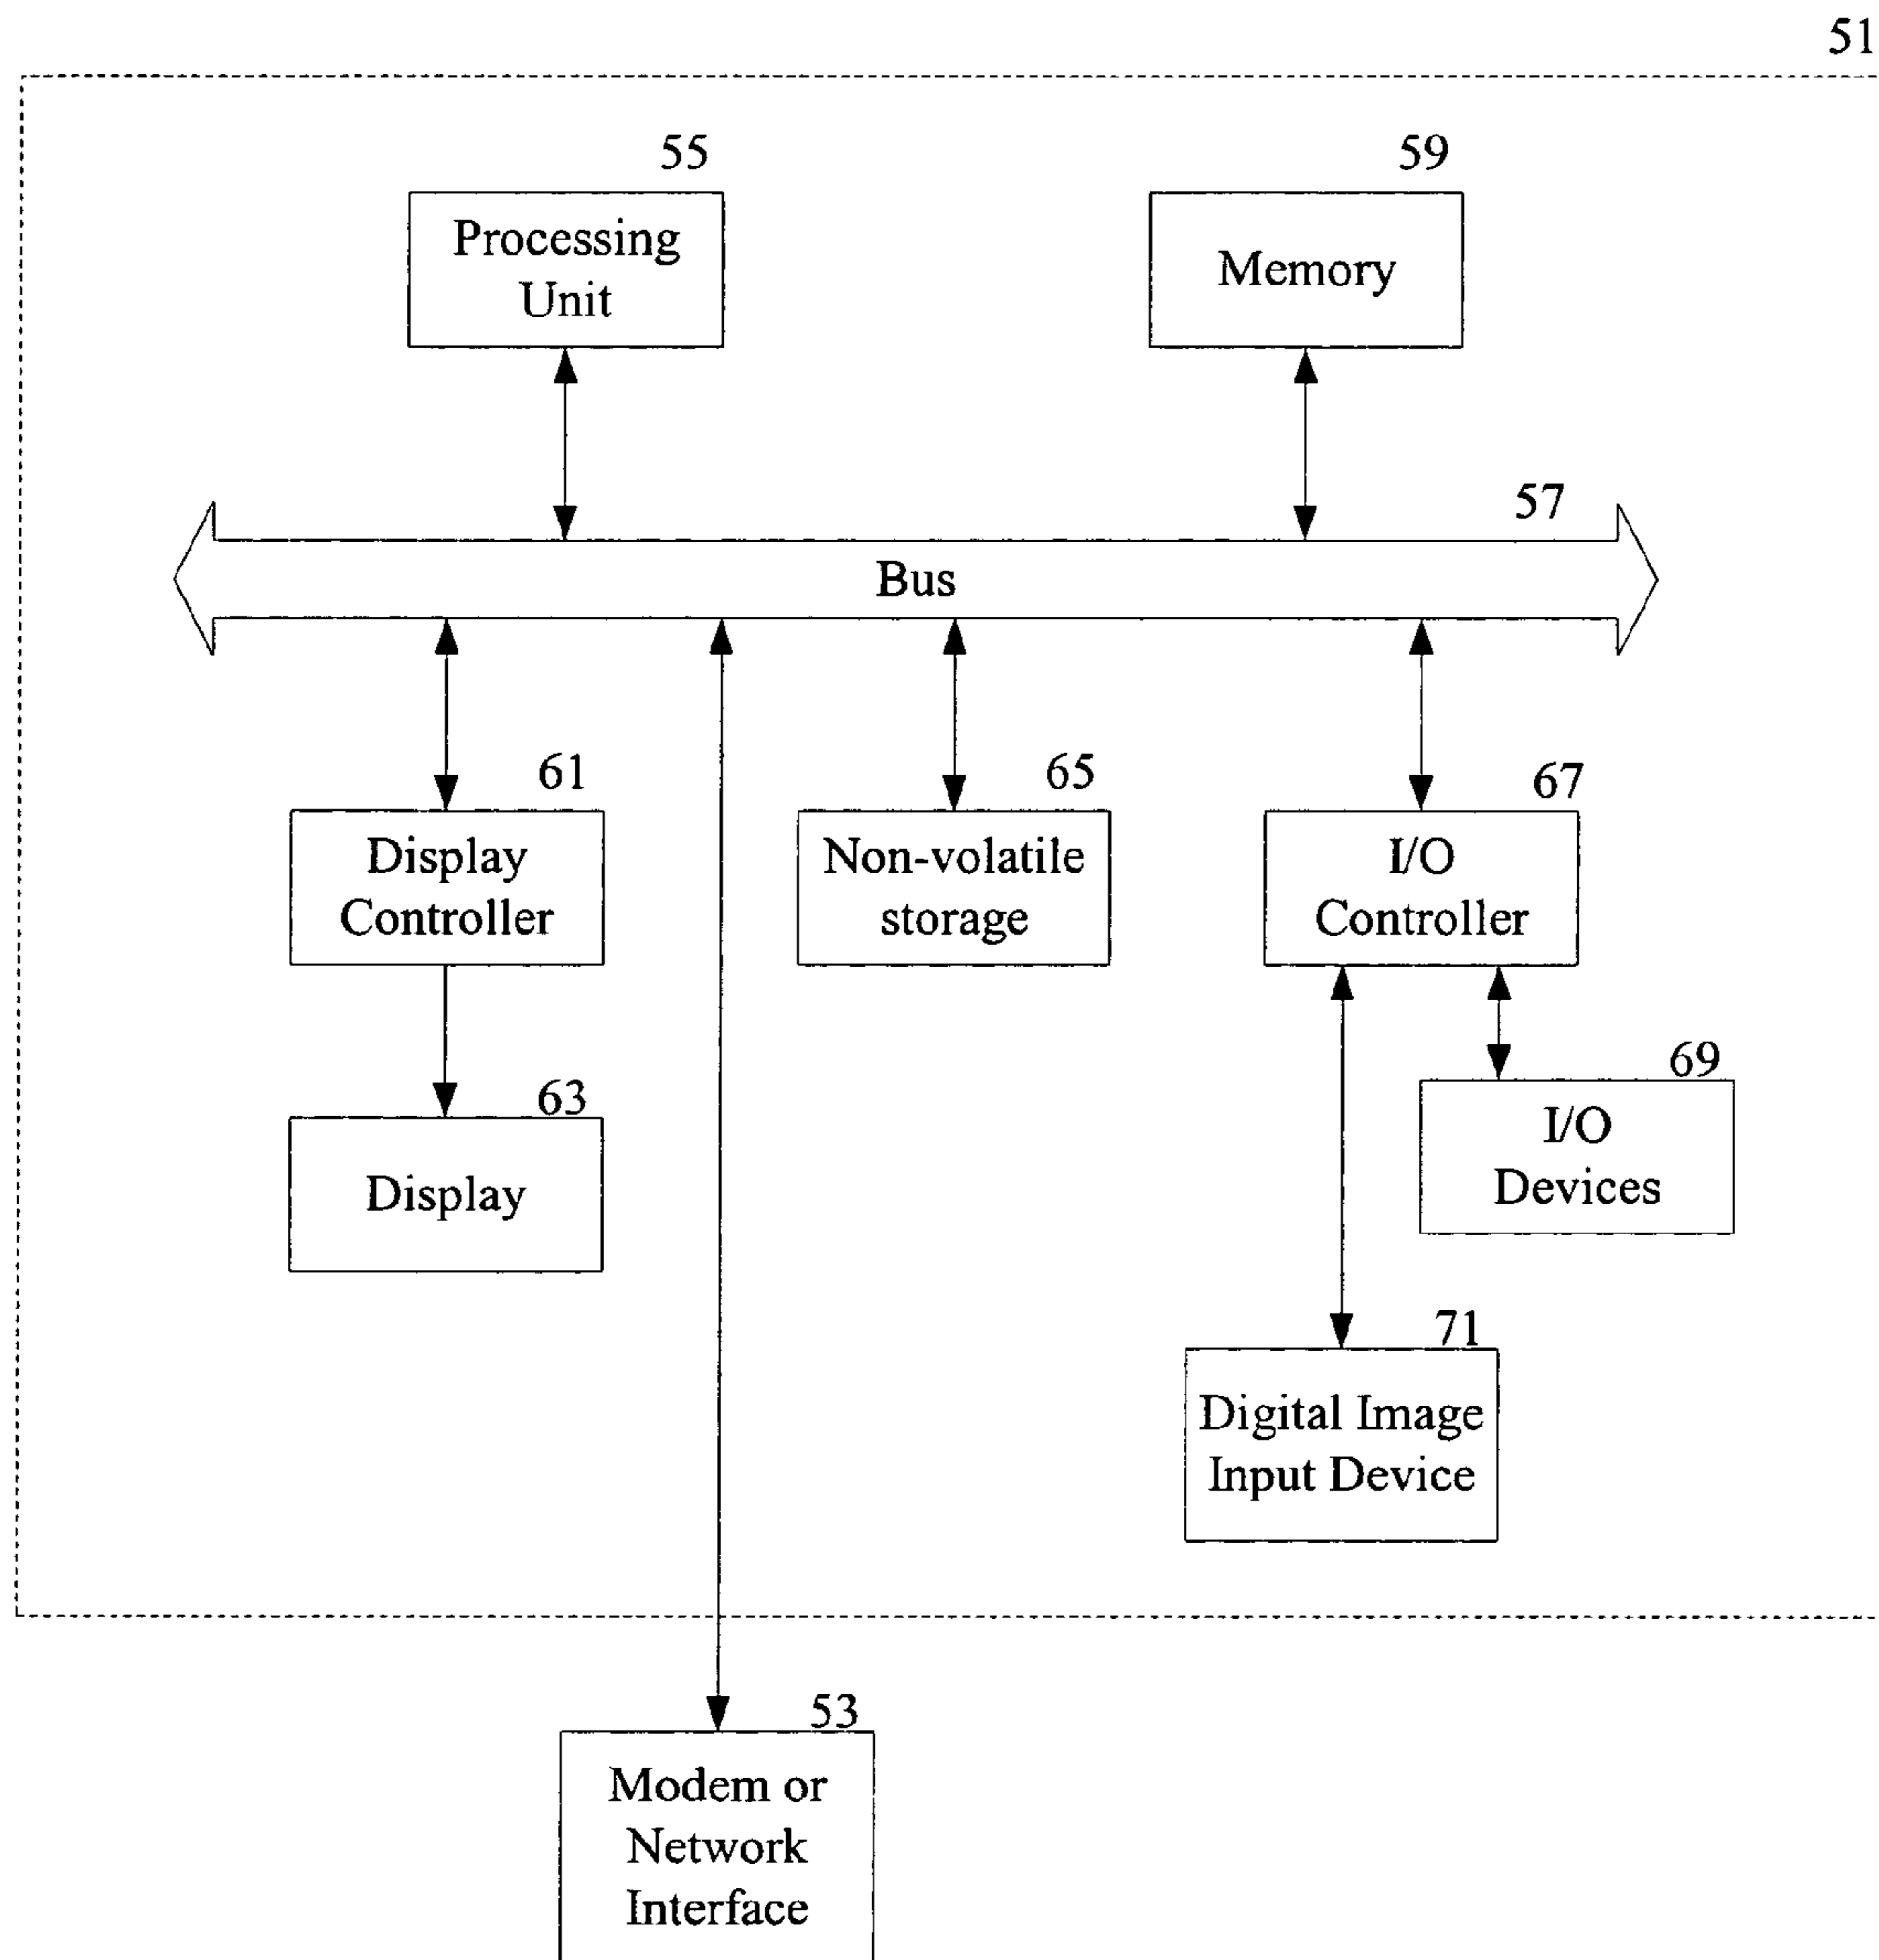 51
55
59
Processing
Unit
Memory
57
Bus
61
65
67
Display
Controller
Non-volatile
storage
I/O
Controller
63
69
Display
I/O
Devices
71
Digital Image
Input Device
53
Modem or
Network
Interface